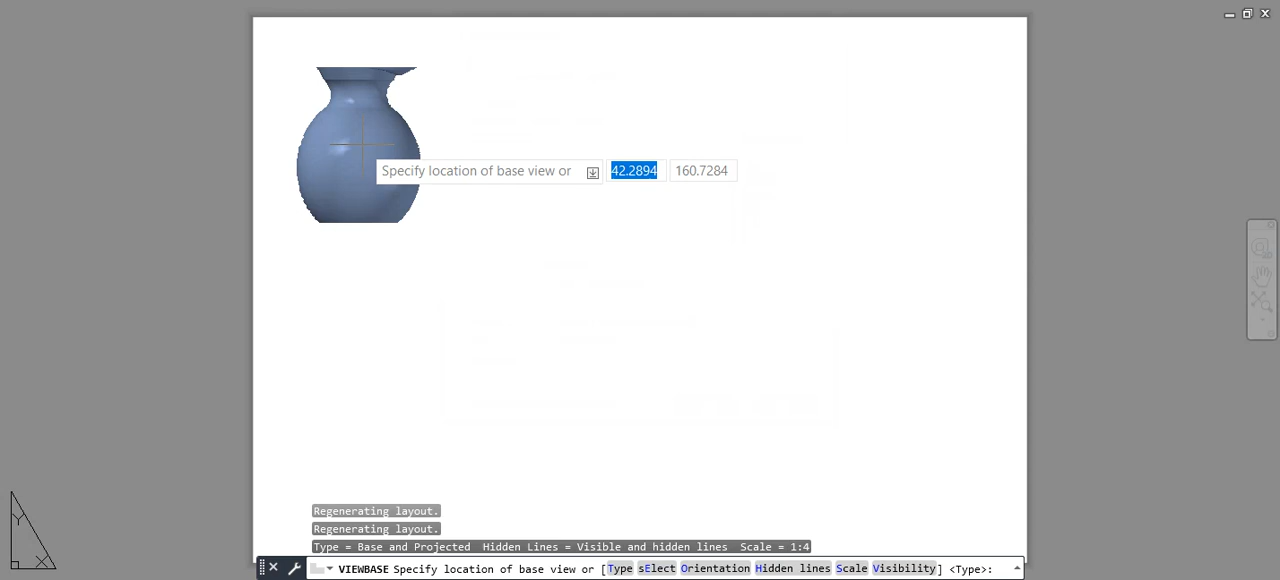 Specify location of base view or 42.2894 160.7284
Regenerating layout.
Regenerating layout.
Type = Base and Projected Hidden Lines = Visible and hidden lines Scale = 1:4
VIEWBASE Specify location of base view or [Type sElect Orientation Hidden lines Scale Visibility] <Type>:
Y
X